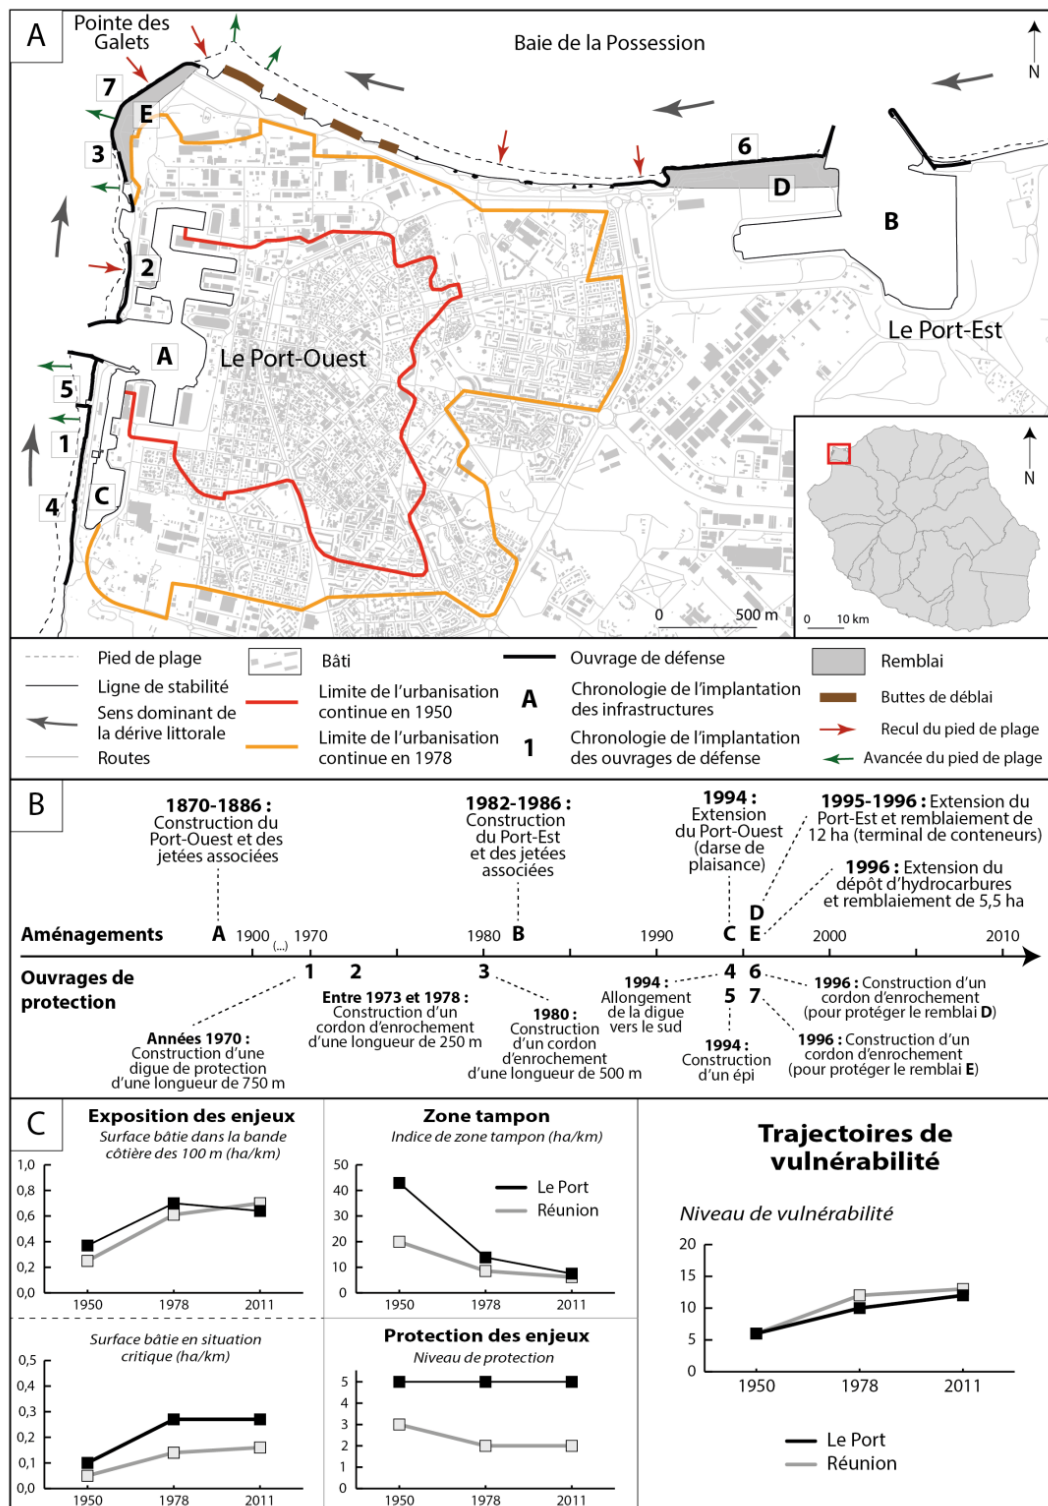 A
Pointe des
Galets
Baie de la Possession
N
7
E
3
6
D
B
2
A
Le Port-Ouest
Le Port-Est
5
1
4
C
0 500 m
N
0 10 km
Pied de plage
Ligne de stabilité
Sens dominant de
la dérive littorale
Routes
Bâti
Limite de l'urbanisation
continue en 1950
Limite de l'urbanisation
continue en 1978
Ouvrage de défense
A
Chronologie de l'implantation
des infrastructures
1
Chronologie de l'implantation
des ouvrages de défense
Remblai
Buttes de déblai
Recul du pied de plage
Avancée du pied de plage
B
1870-1886 :
Construction du
Port-Ouest et des
jetées associées
1982-1986 :
Construction
du Port-Est
et des jetées
associées
1994 :
Extension
du Port-Ouest
(darse de
plaisance)
1995-1996 : Extension du
Port-Est et remblaiement de
12 ha (terminal de conteneurs)
1996 : Extension du
dépôt d'hydrocarbures
et remblaiement de 5,5 ha
D
Aménagements A B C E
1900 (...) 1970 1980 1990 2000 2010
Ouvrages de
protection
1 2 3 4 6
5 7
Années 1970 :
Construction d'une
digue de protection
d'une longueur de 750 m
Entre 1973 et 1978 :
Construction d'un
cordon d'enrochement
d'une longueur de 250 m
1980 :
Construction
d'un cordon
d'enrochement
d'une longueur de 500 m
1994 :
Allongement
de la digue
vers le sud
1994 :
Construction
d'un épi
1996 : Construction d'un
cordon d'enrochement
(pour protéger le remblai D)
1996 : Construction d'un
cordon d'enrochement
(pour protéger le remblai E)
C
Exposition des enjeux
Surface bâtie dans la bande
côtière des 100 m (ha/km)
1,0
0,8
0,6
0,4
0,2
0,0
1950 1978 2011
Zone tampon
Indice de zone tampon (ha/km)
50
40
30
20
10
0
Le Port
Réunion
1950 1978 2011
Surface bâtie en situation
critique (ha/km)
0,5
0,4
0,3
0,2
0,1
0,0
1950 1978 2011
Protection des enjeux
Niveau de protection
5
4
3
2
1
0
1950 1978 2011
Trajectoires de
vulnérabilité
Niveau de vulnérabilité
20
15
10
5
0
1950 1978 2011
Le Port
Réunion